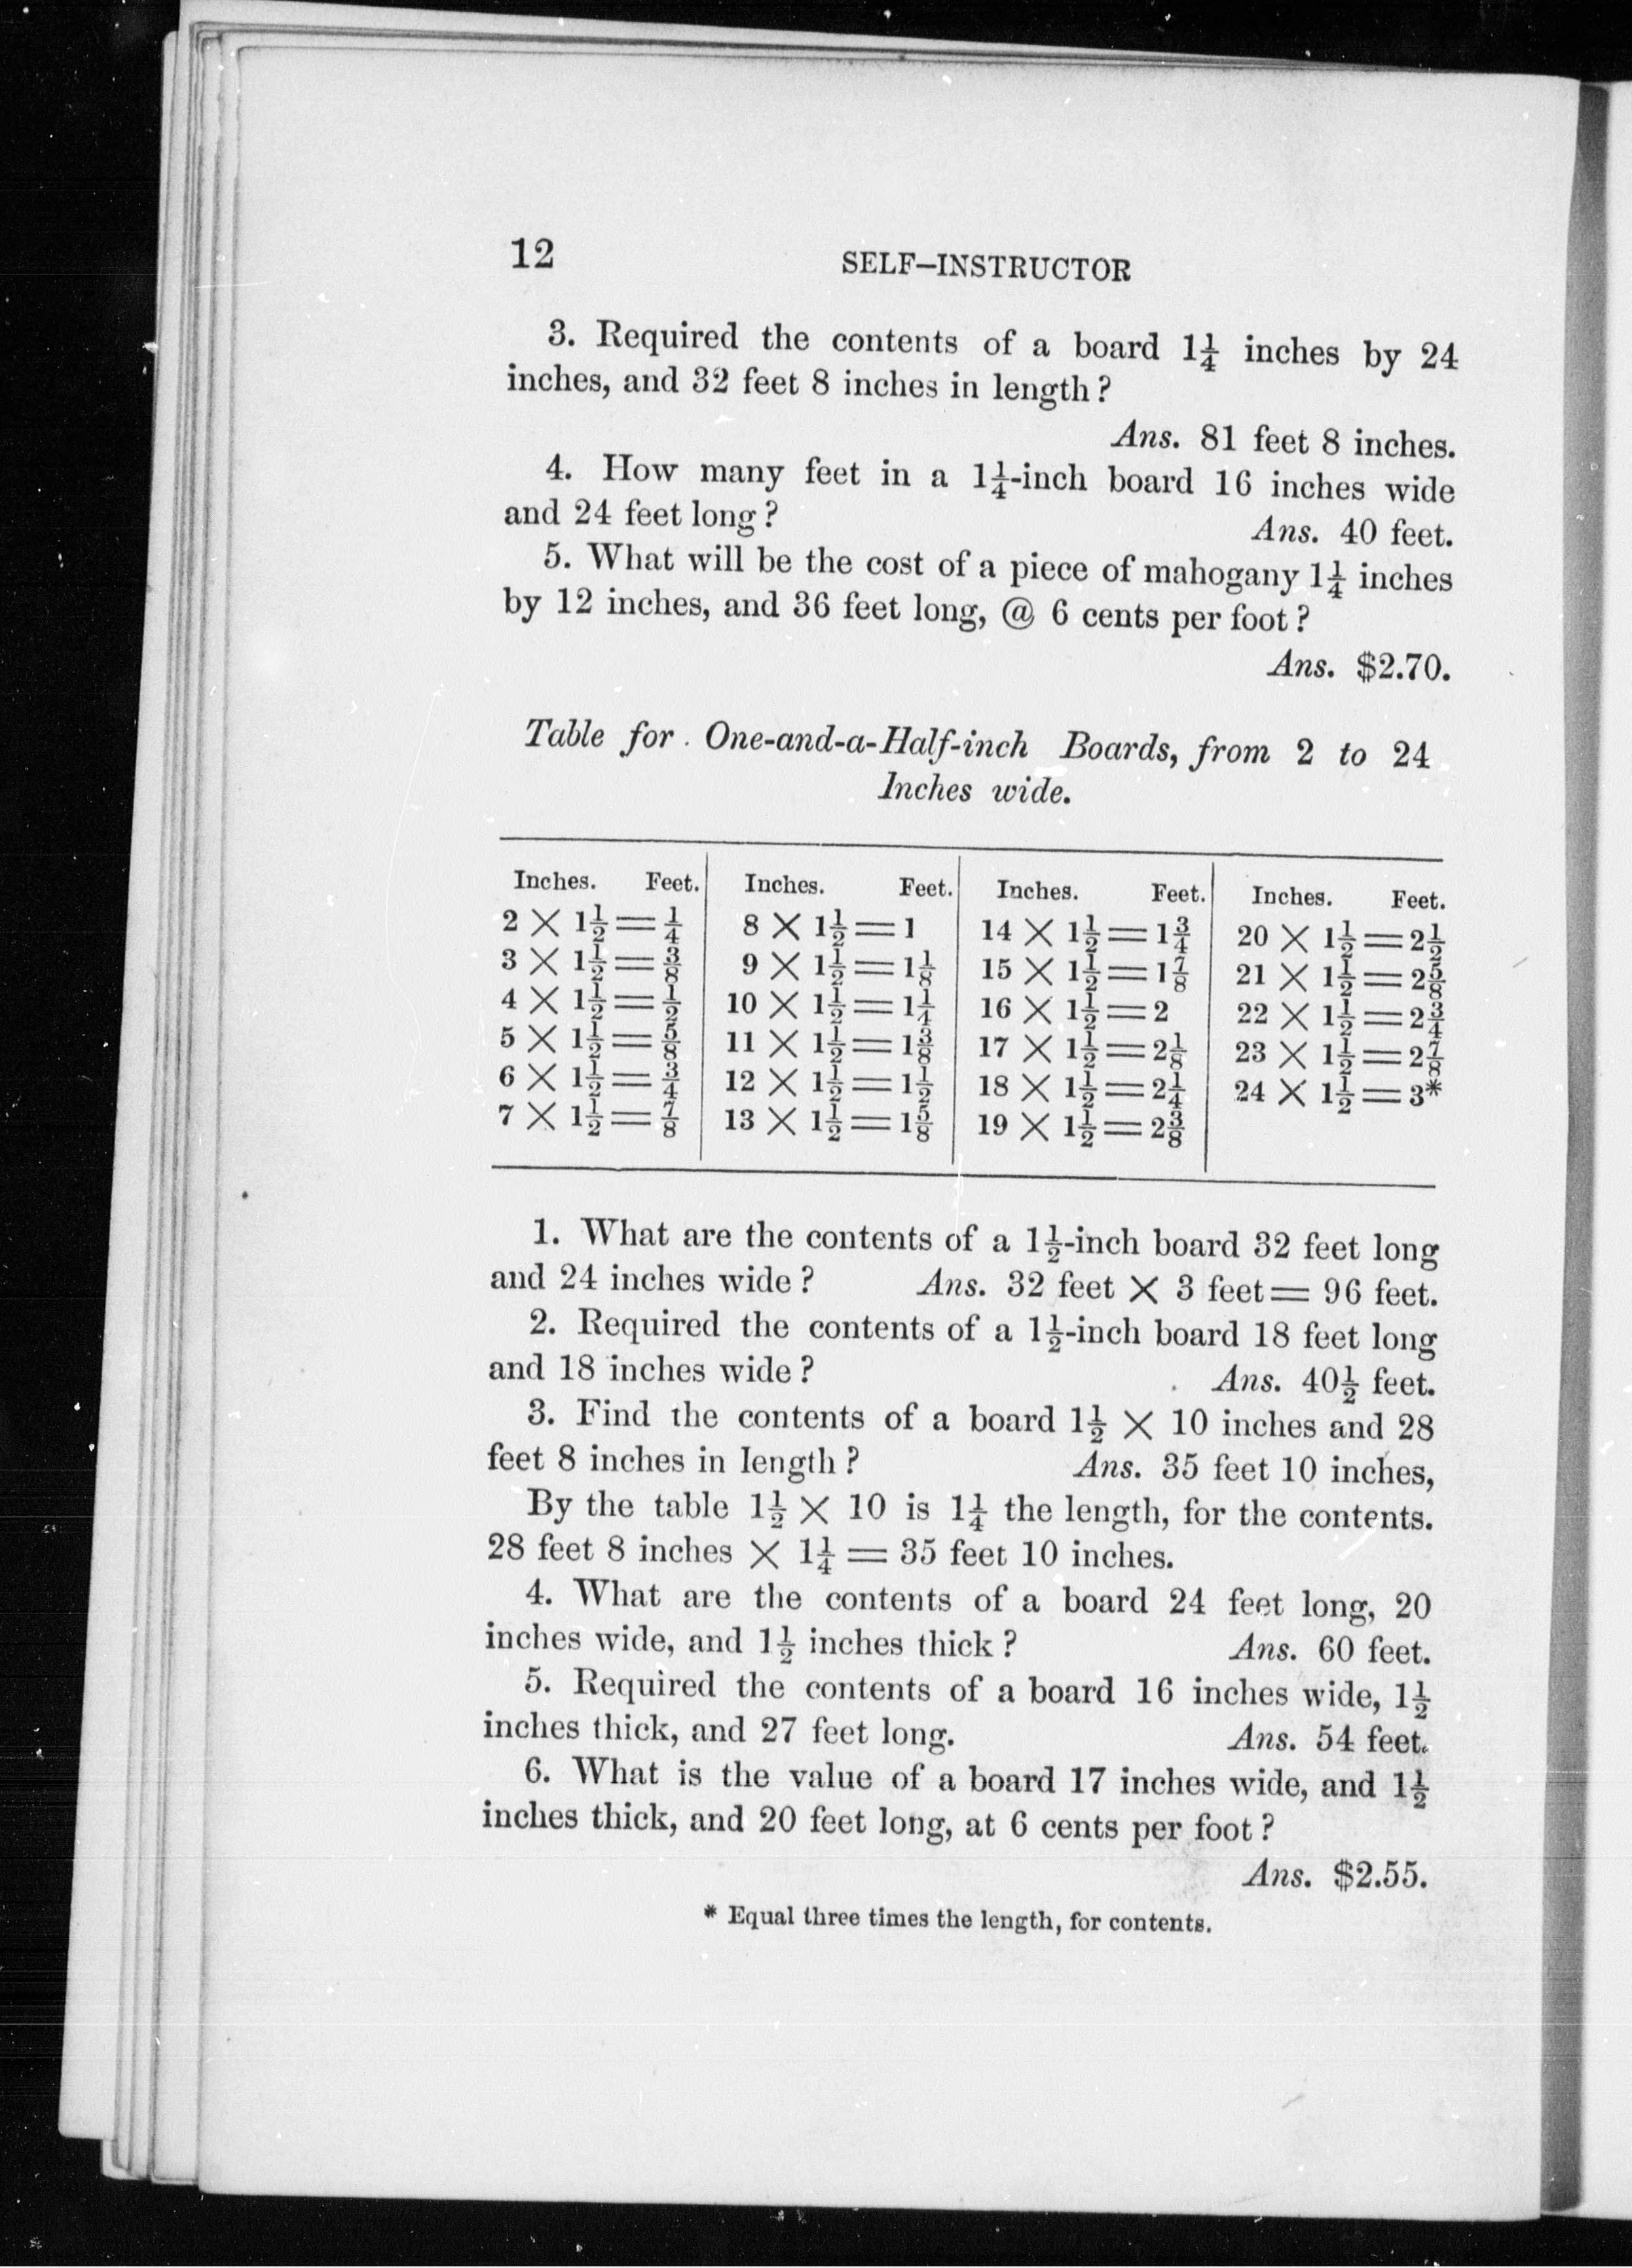 12 SELF–INSTRUCTOR
3. Required the contents of a board 1¼ inches by 24
inches, and 32 feet 8 inches in length?
Ans. 81 feet 8 inches.
4. How many feet in a 1¼-inch board 16 inches wide
and 24 feet long? Ans. 40 feet.
5. What will be the cost of a piece of mahogany 1¼ inches
by 12 inches, and 36 feet long, @ 6 cents per foot?
Ans. $2.70.
Table for One-and-a-Half-inch Boards, from 2 to 24
Inches wide.
Inches. Feet. Inches. Feet. Inches. Feet. Inches. Feet.
2 × 1½ = ¼ 8 × 1½ = 1 14 × 1½ = 1¾ 20 × 1½ = 2½
3 × 1½ = ⅜ 9 × 1½ = 1⅛ 15 × 1½ = 1⅞ 21 × 1½ = 2⅝
4 × 1½ = ½ 10 × 1½ = 1¼ 16 × 1½ = 2 22 × 1½ = 2¾
5 × 1½ = ⅝ 11 × 1½ = 1⅜ 17 × 1½ = 2⅛ 23 × 1½ = 2⅞
6 × 1½ = ¾ 12 × 1½ = 1½ 18 × 1½ = 2¼ 24 × 1½ = 3*
7 × 1½ = ⅞ 13 × 1½ = 1⅝ 19 × 1½ = 2⅜
1. What are the contents of a 1½-inch board 32 feet long
and 24 inches wide? Ans. 32 feet × 3 feet = 96 feet.
2. Required the contents of a 1½-inch board 18 feet long
and 18 inches wide? Ans. 40½ feet.
3. Find the contents of a board 1½ × 10 inches and 28
feet 8 inches in length? Ans. 35 feet 10 inches,
By the table 1½ × 10 is 1¼ the length, for the contents.
28 feet 8 inches × 1¼ = 35 feet 10 inches.
4. What are the contents of a board 24 feet long, 20
inches wide, and 1½ inches thick? Ans. 60 feet.
5. Required the contents of a board 16 inches wide, 1½
inches thick, and 27 feet long. Ans. 54 feet.
6. What is the value of a board 17 inches wide, and 1½
inches thick, and 20 feet long, at 6 cents per foot?
Ans. $2.55.
* Equal three times the length, for contents.